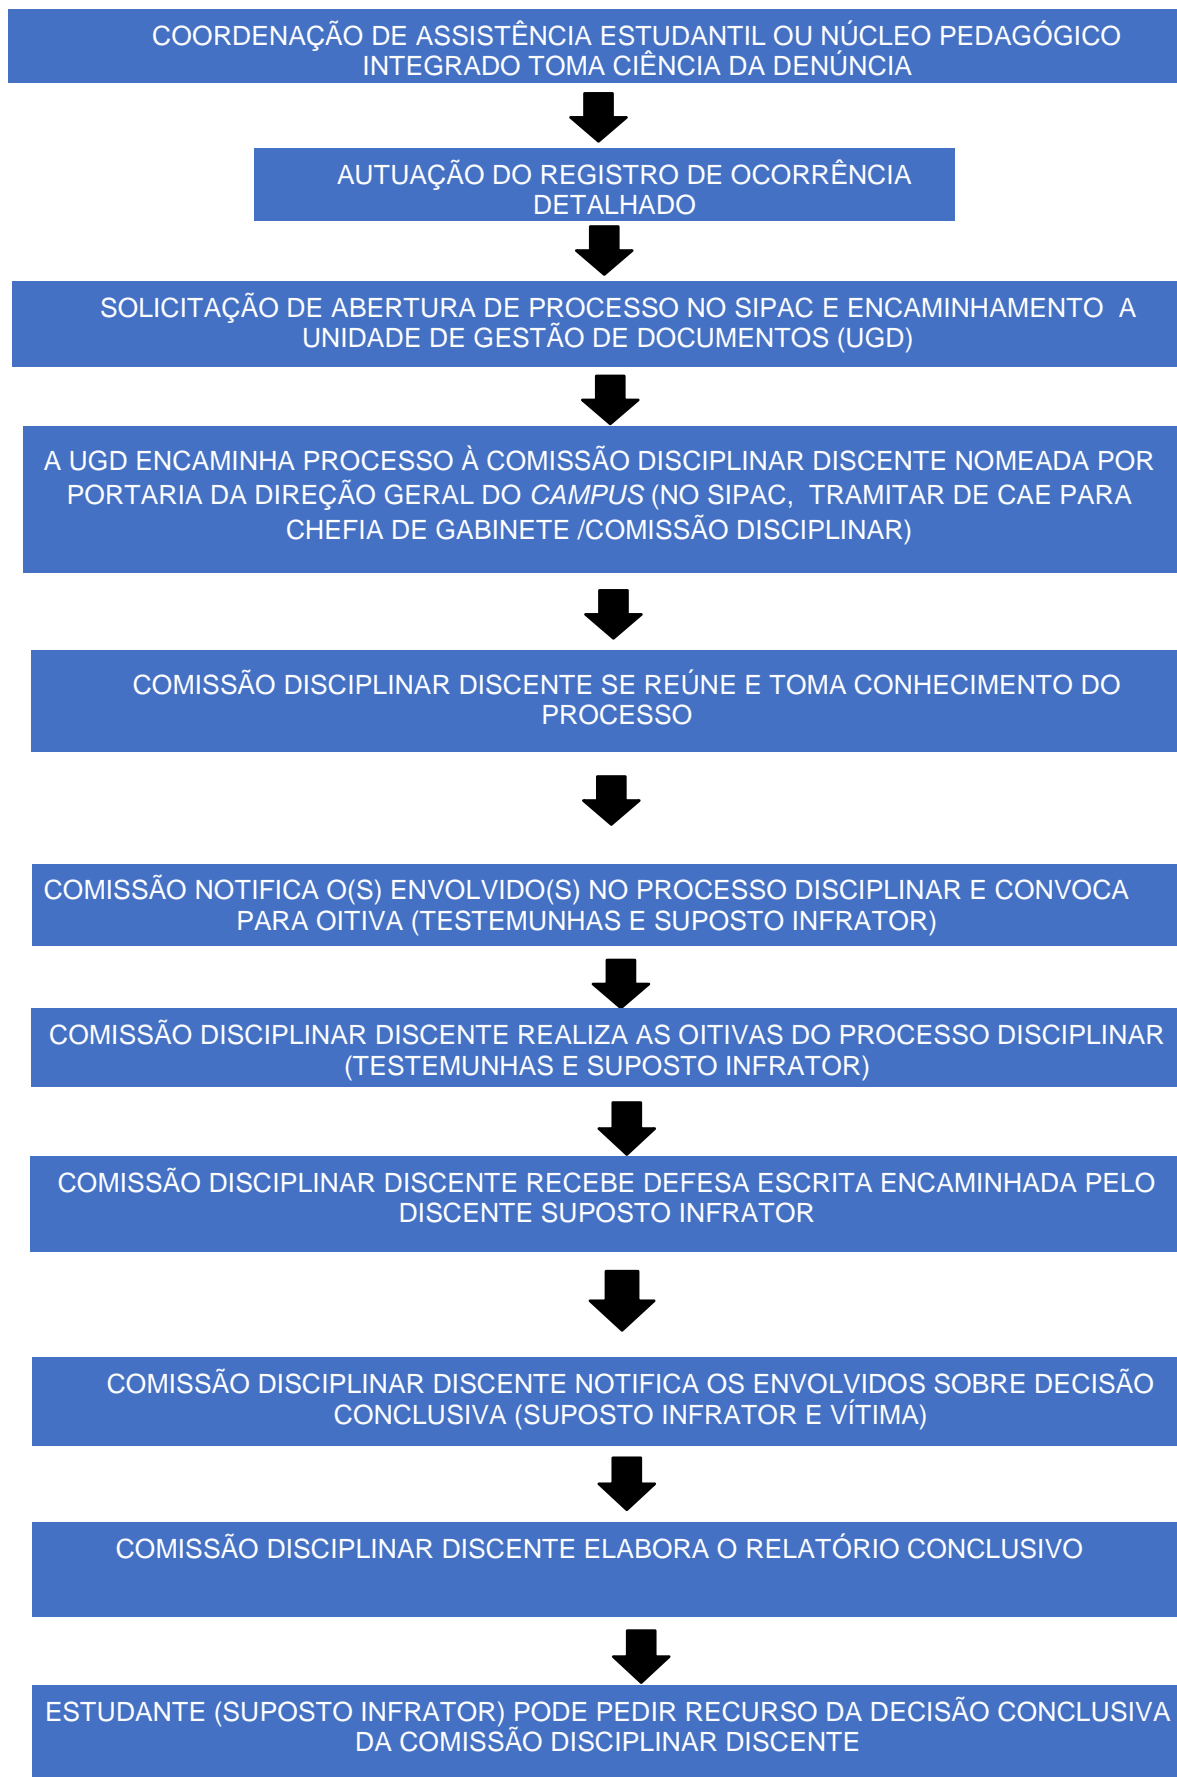 COORDENAÇÃO DE ASSISTÊNCIA ESTUDANTIL OU NÚCLEO PEDAGÓGICO
INTEGRADO TOMA CIÊNCIA DA DENÚNCIA
AUTUAÇÃO DO REGISTRO DE OCORRÊNCIA
DETALHADO
SOLICITAÇÃO DE ABERTURA DE PROCESSO NO SIPAC E ENCAMINHAMENTO A
UNIDADE DE GESTÃO DE DOCUMENTOS (UGD)
A UGD ENCAMINHA PROCESSO À COMISSÃO DISCIPLINAR DISCENTE NOMEADA POR
PORTARIA DA DIREÇÃO GERAL DO CAMPUS (NO SIPAC, TRAMITAR DE CAE PARA
CHEFIA DE GABINETE /COMISSÃO DISCIPLINAR)
COMISSÃO DISCIPLINAR DISCENTE SE REÚNE E TOMA CONHECIMENTO DO
PROCESSO
COMISSÃO NOTIFICA O(S) ENVOLVIDO(S) NO PROCESSO DISCIPLINAR E CONVOCA
PARA OITIVA (TESTEMUNHAS E SUPOSTO INFRATOR)
COMISSÃO DISCIPLINAR DISCENTE REALIZA AS OITIVAS DO PROCESSO DISCIPLINAR
(TESTEMUNHAS E SUPOSTO INFRATOR)
COMISSÃO DISCIPLINAR DISCENTE RECEBE DEFESA ESCRITA ENCAMINHADA PELO
DISCENTE SUPOSTO INFRATOR
COMISSÃO DISCIPLINAR DISCENTE NOTIFICA OS ENVOLVIDOS SOBRE DECISÃO
CONCLUSIVA (SUPOSTO INFRATOR E VÍTIMA)
COMISSÃO DISCIPLINAR DISCENTE ELABORA O RELATÓRIO CONCLUSIVO
ESTUDANTE (SUPOSTO INFRATOR) PODE PEDIR RECURSO DA DECISÃO CONCLUSIVA
DA COMISSÃO DISCIPLINAR DISCENTE